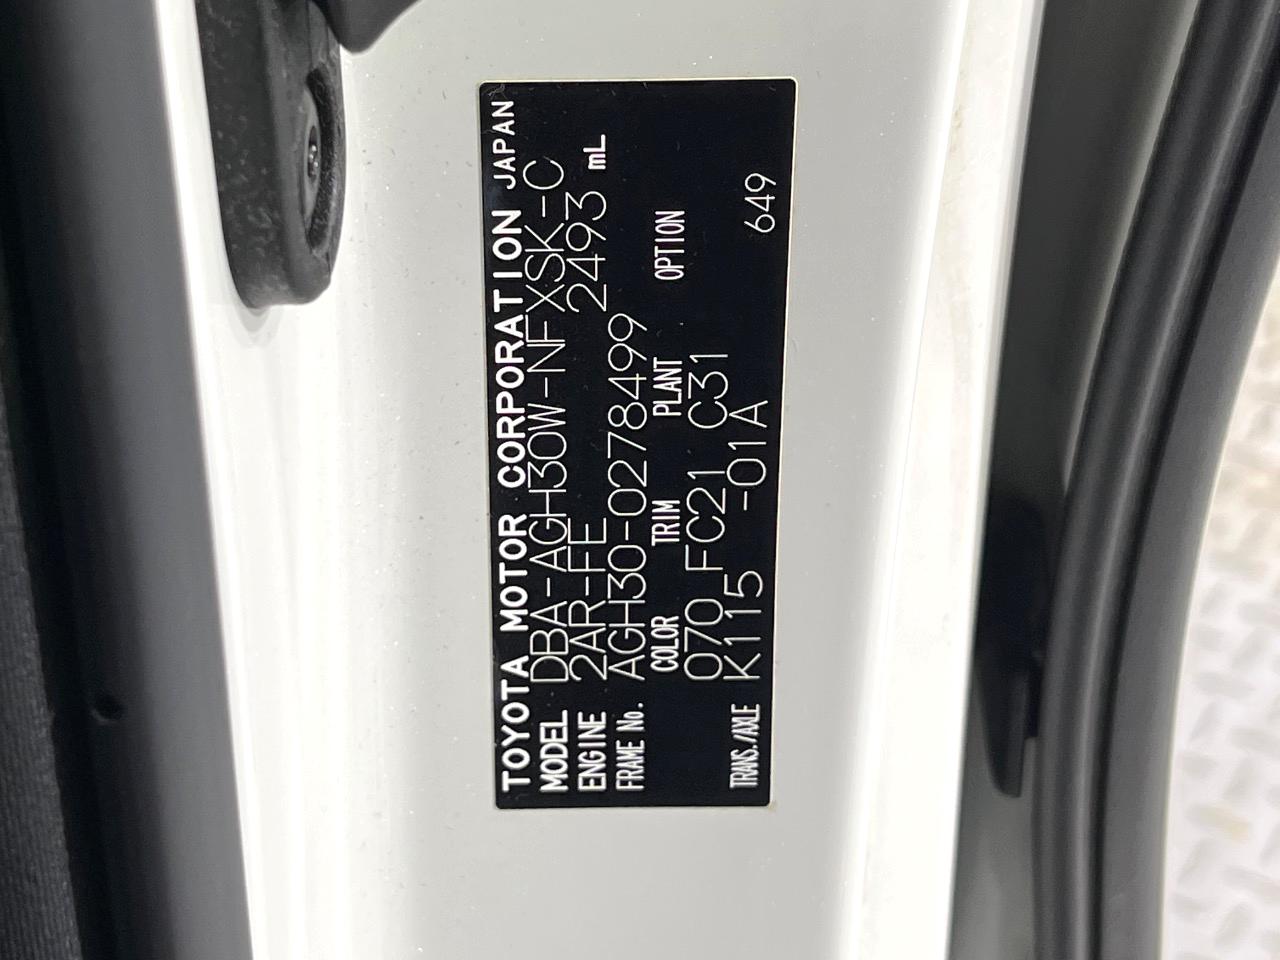 TOYOTA MOTOR CORPORATION JAPAN
MODEL DBA-AGH30W-NFXSK-C
ENGINE 2AR-FE 2493 mL
FRAME No. AGH30-0278499
COLOR TRIM PLANT OPTION
070 FC21 C31
TRANS./AXLE K115 -01A 649